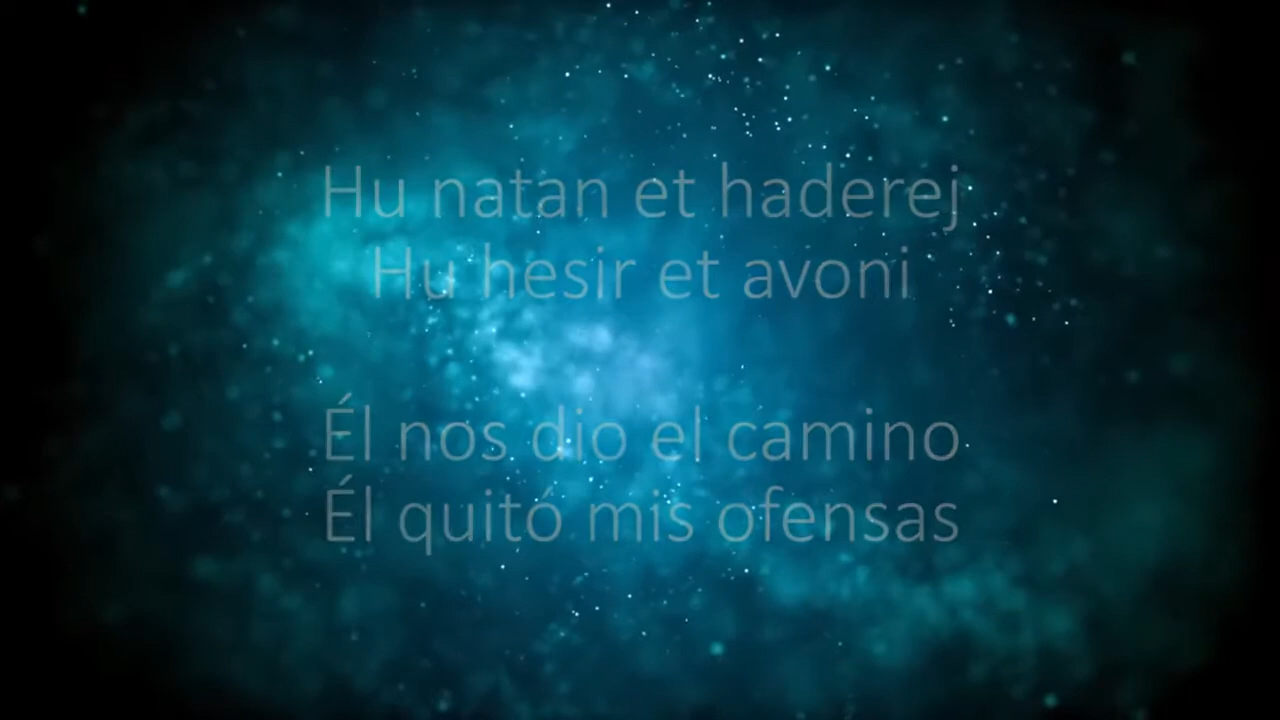 Hu natan et haderej
Hu hesir et avoni
Él nos dio el camino
Él quitó mis ofensas